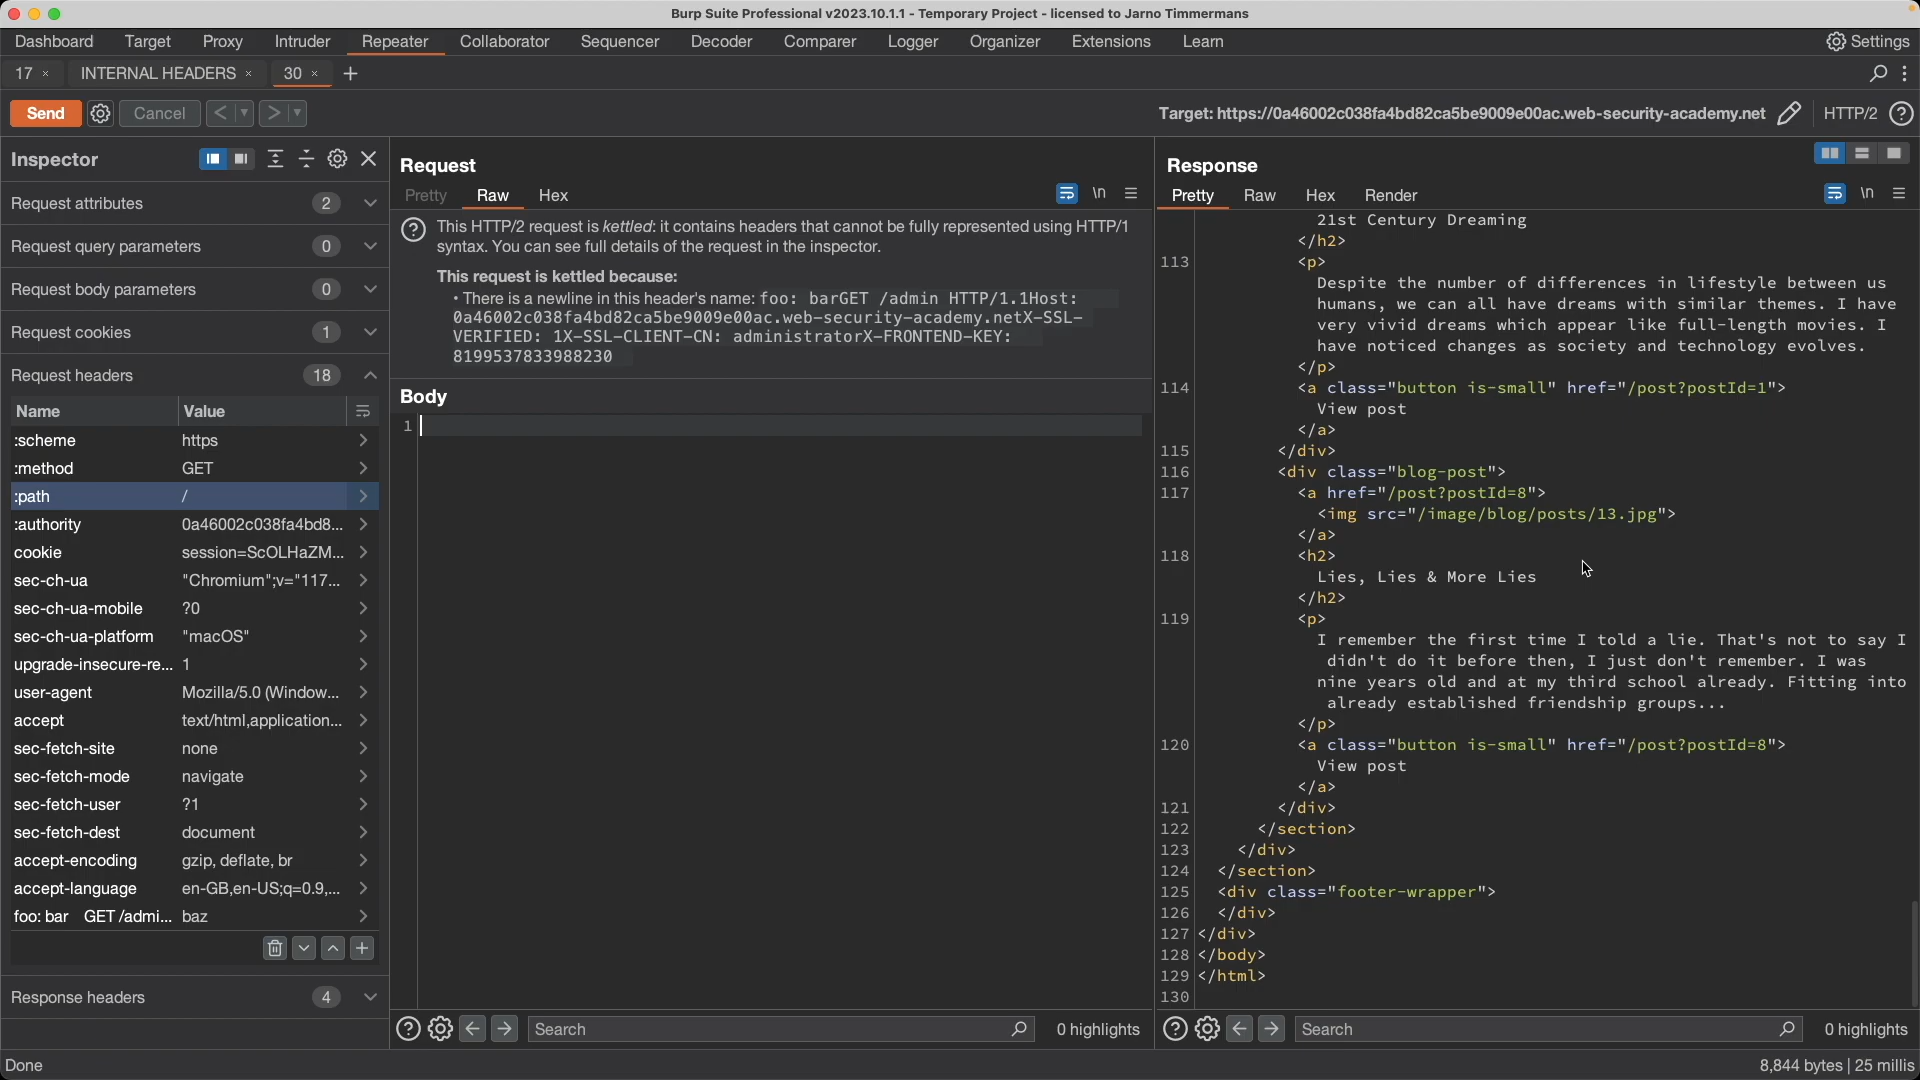 Burp Suite Professional v2023.10.1.1 - Temporary Project - licensed to Jarno Timmermans
Dashboard Target Proxy Intruder Repeater Collaborator Sequencer Decoder Comparer Logger Organizer Extensions Learn Settings
17 × INTERNAL HEADERS × 30 × +
Send Cancel < > Target: https://0a46002c038fa4bd82ca5be9009e00ac.web-security-academy.net HTTP/2 ?
Inspector
Request attributes 2
Request query parameters 0
Request body parameters 0
Request cookies 1
Request headers 18
Name Value
:scheme https
:method GET
:path /
:authority 0a46002c038fa4bd8...
cookie session=ScOLHaZM...
sec-ch-ua "Chromium";v="117...
sec-ch-ua-mobile ?0
sec-ch-ua-platform "macOS"
upgrade-insecure-re... 1
user-agent Mozilla/5.0 (Window...
accept text/html,application...
sec-fetch-site none
sec-fetch-mode navigate
sec-fetch-user ?1
sec-fetch-dest document
accept-encoding gzip, deflate, br
accept-language en-GB,en-US;q=0.9,...
foo: bar GET /admi... baz
Response headers 4
Request
Pretty Raw Hex \n
This HTTP/2 request is kettled: it contains headers that cannot be fully represented using HTTP/1
syntax. You can see full details of the request in the inspector.
This request is kettled because:
• There is a newline in this header's name: foo: barGET /admin HTTP/1.1Host:
0a46002c038fa4bd82ca5be9009e00ac.web-security-academy.netX-SSL-
VERIFIED: 1X-SSL-CLIENT-CN: administratorX-FRONTEND-KEY:
8199537833988230
Body
1
Search 0 highlights
Response
Pretty Raw Hex Render \n
21st Century Dreaming
</h2>
113 <p>
Despite the number of differences in lifestyle between us
humans, we can all have dreams with similar themes. I have
very vivid dreams which appear like full-length movies. I
have noticed changes as society and technology evolves.
</p>
114 <a class="button is-small" href="/post?postId=1">
View post
</a>
115 </div>
116 <div class="blog-post">
117 <a href="/post?postId=8">
<img src="/image/blog/posts/13.jpg">
</a>
118 <h2>
Lies, Lies & More Lies
</h2>
119 <p>
I remember the first time I told a lie. That's not to say I
didn't do it before then, I just don't remember. I was
nine years old and at my third school already. Fitting into
already established friendship groups...
</p>
120 <a class="button is-small" href="/post?postId=8">
View post
</a>
121 </div>
122 </section>
123 </div>
124 </section>
125 <div class="footer-wrapper">
126 </div>
127 </div>
128 </body>
129 </html>
130
Search 0 highlights
Done 8,844 bytes | 25 millis